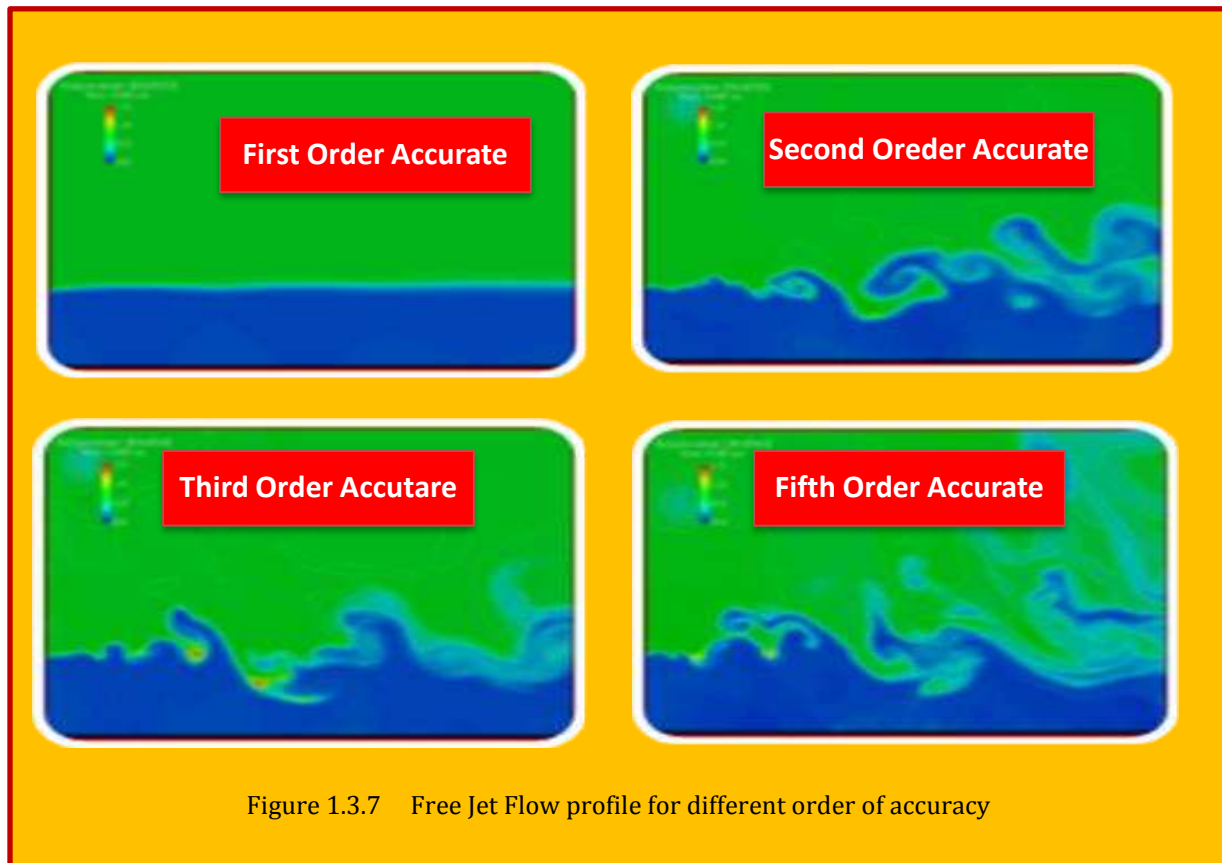 First Order Accurate
Second Oreder Accurate
Third Order Accutare
Fifth Order Accurate
Figure 1.3.7 Free Jet Flow profile for different order of accuracy